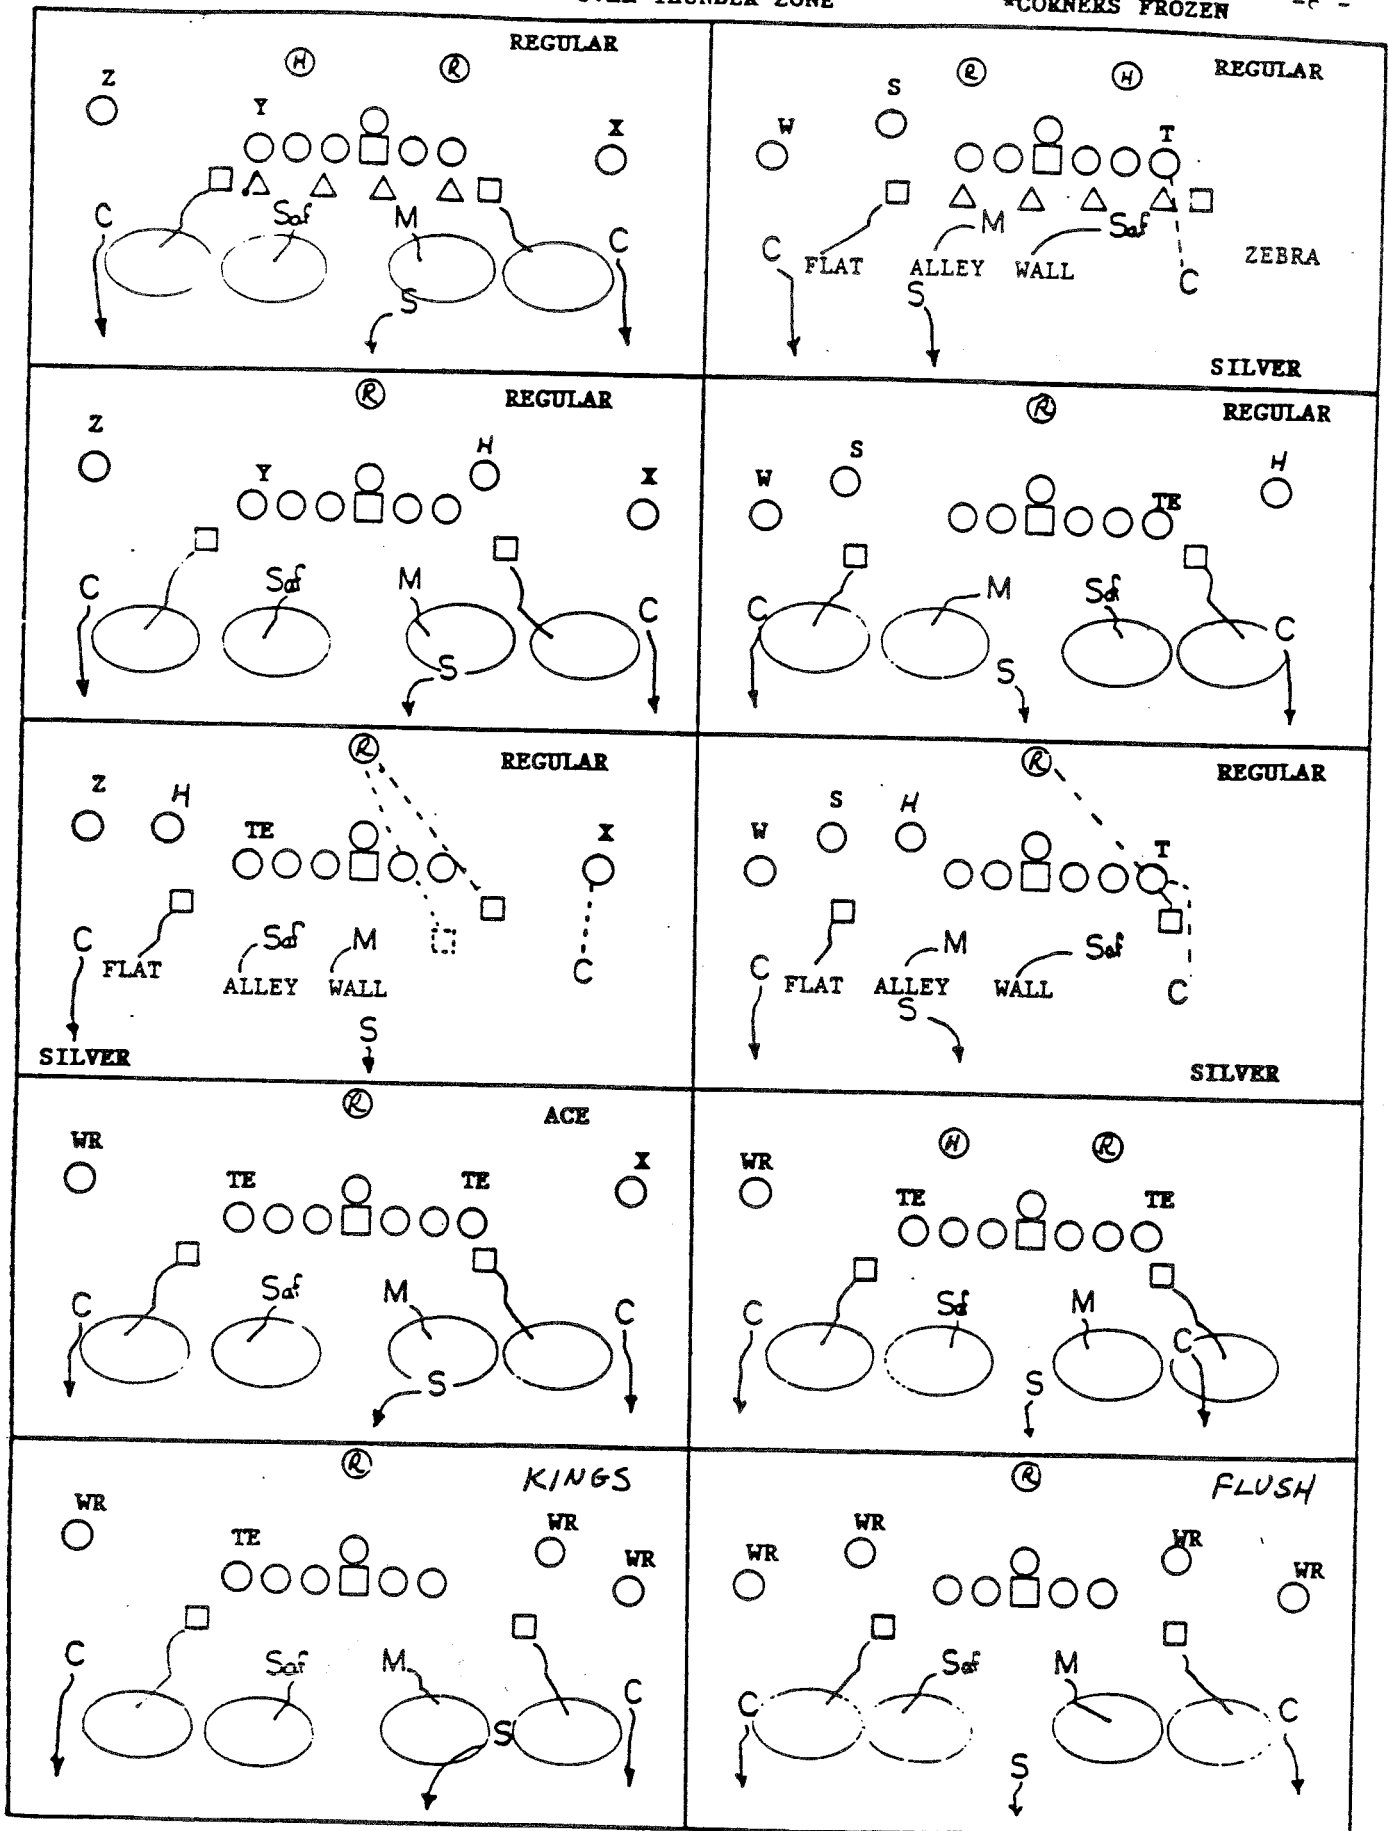 THUNDER ZONE *CORNERS FROZEN
REGULAR
H R
Z
Y
X
C Saf M C
S
REGULAR
R H
S
W T
M Saf
C FLAT ALLEY WALL ZEBRA
S C
SILVER
R REGULAR
Z H
Y X
C Saf M C
S
R REGULAR
S H
W TE
M Saf
C C
S
R REGULAR
Z H
TE X
C Saf M
FLAT ALLEY WALL C
S
SILVER
R REGULAR
S H
W T
M Saf
C FLAT ALLEY WALL C
S
SILVER
R ACE
WR X
TE TE
Saf M
C C
S
H R
WR
TE TE
Saf M
C C
S
R KINGS
WR WR
TE WR
C Saf M
C
S
R FLUSH
WR WR
WR WR
Saf M
C C
S